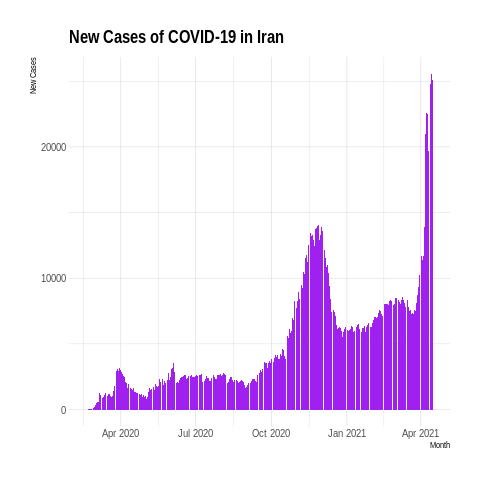 New Cases of COVID-19 in Iran
New Cases
20000
10000
0
Apr 2020 Jul 2020 Oct 2020 Jan 2021 Apr 2021
Month